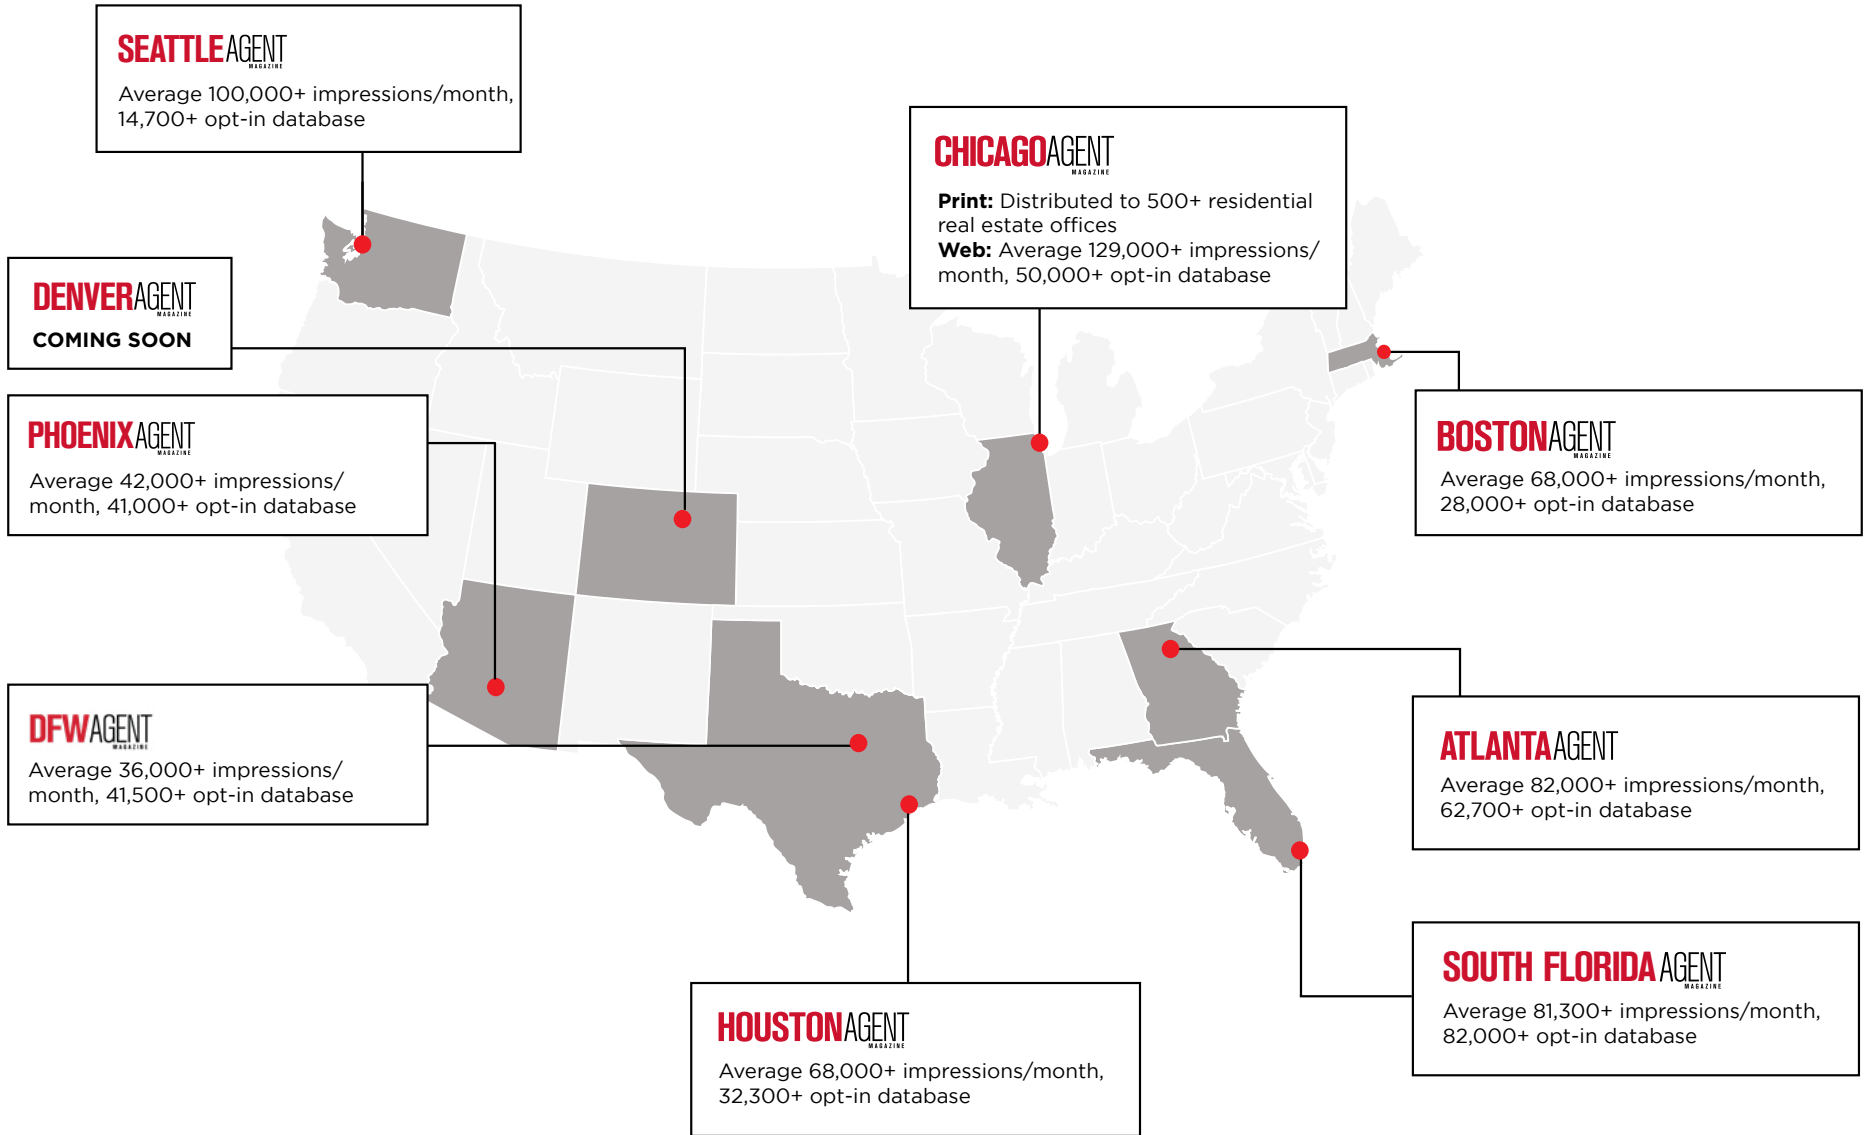 SEATTLEAGENT
MAGAZINE
Average 100,000+ impressions/month,
14,700+ opt-in database
CHICAGOAGENT
MAGAZINE
Print: Distributed to 500+ residential
real estate offices
Web: Average 129,000+ impressions/
month, 50,000+ opt-in database
DENVERAGENT
MAGAZINE
COMING SOON
PHOENIXAGENT
MAGAZINE
Average 42,000+ impressions/
month, 41,000+ opt-in database
BOSTONAGENT
MAGAZINE
Average 68,000+ impressions/month,
28,000+ opt-in database
DFWAGENT
MAGAZINE
Average 36,000+ impressions/
month, 41,500+ opt-in database
ATLANTAAGENT
Average 82,000+ impressions/month,
62,700+ opt-in database
SOUTH FLORIDA AGENT
MAGAZINE
Average 81,300+ impressions/month,
82,000+ opt-in database
HOUSTONAGENT
MAGAZINE
Average 68,000+ impressions/month,
32,300+ opt-in database